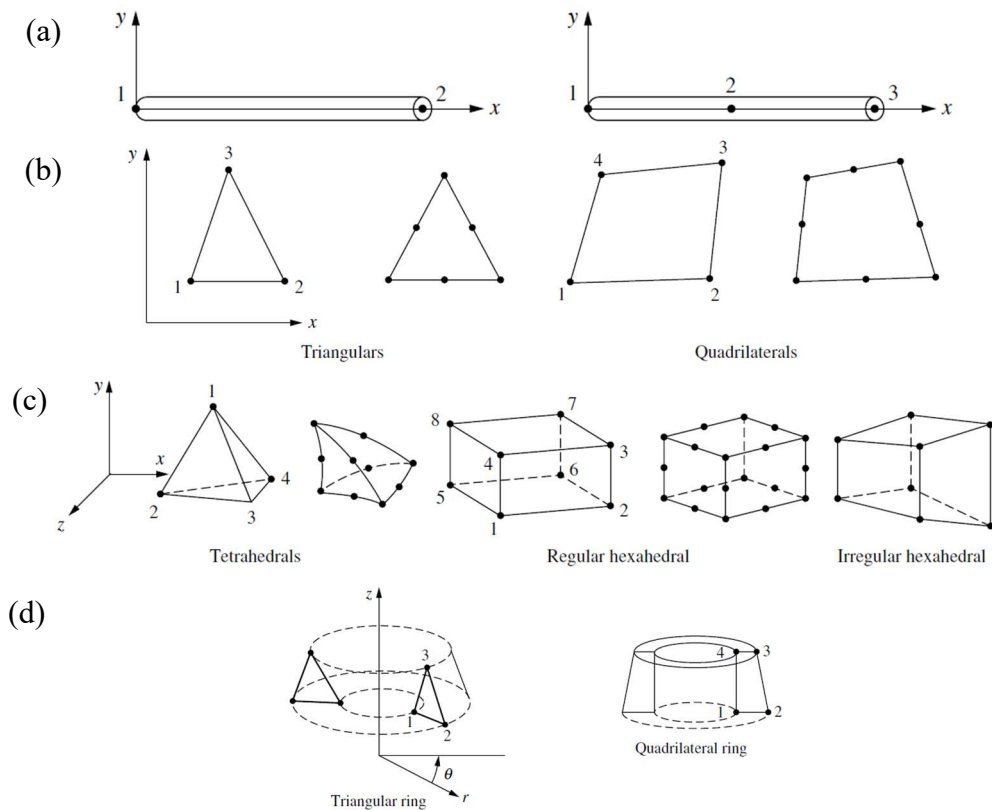 (a)
y
1
2
x
y
1
2
3
x
(b)
y
x
3
1
2
4
3
1
2
Triangulars
Quadrilaterals
(c)
y
x
z
1
2
3
4
8
7
4
3
5
6
1
2
Tetrahedrals
Regular hexahedral
Irregular hexahedral
(d)
z
3
1
2
θ
r
Triangular ring
4
3
1
2
Quadrilateral ring